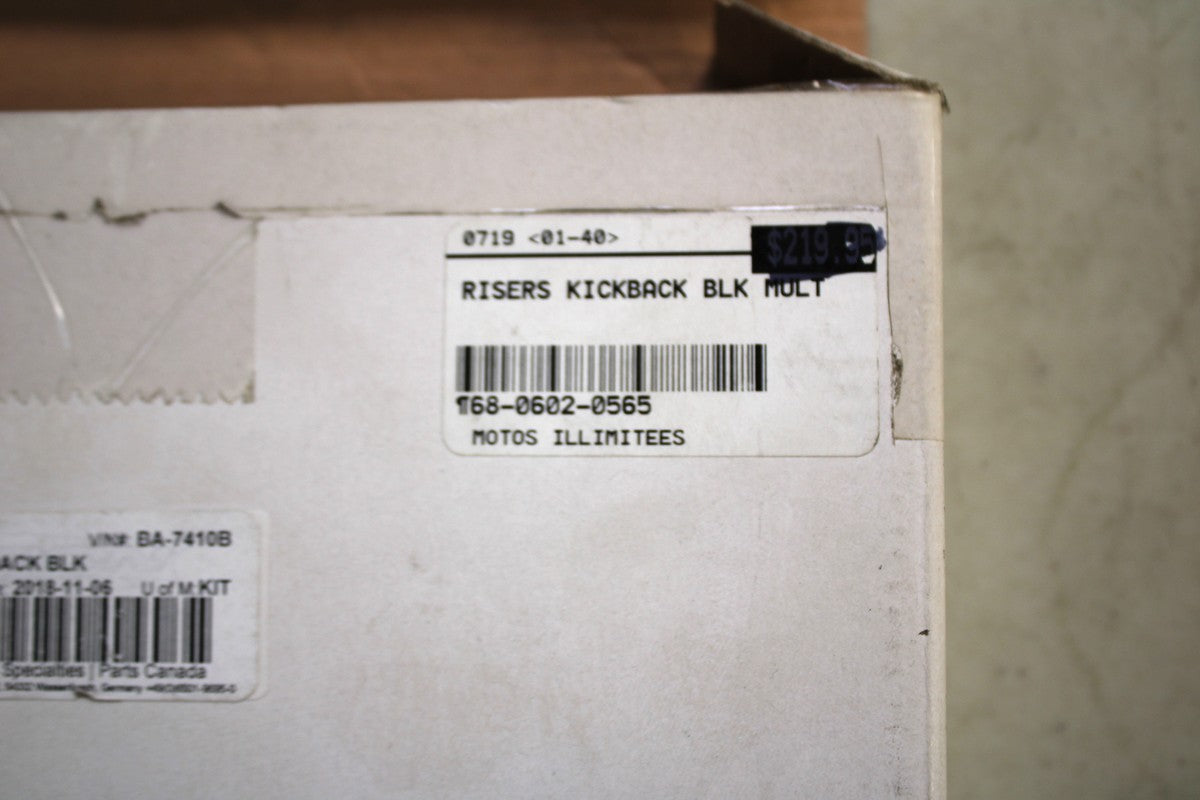 0719 <01-40>
$219.95
RISERS KICKBACK BLK MULT
¶68-0602-0565
MOTOS ILLIMITEES
V/N#: BA-7410B
ACK BLK
: 2018-11-06 U of M: KIT
Specialties Parts Canada
Germany